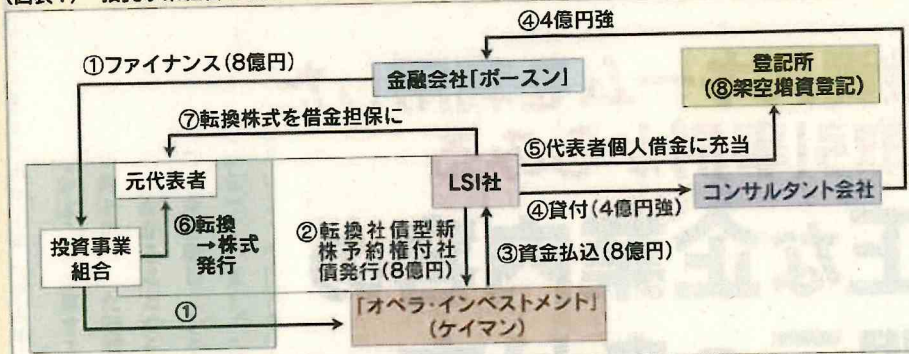 ④4億円強
①ファイナンス(8億円)
金融会社「ボースン」
登記所
(⑧架空増資登記)
⑦転換株式を借金担保に
元代表者
LSI社
⑤代表者個人借金に充当
コンサルタント会社
④貸付(4億円強)
投資事業
組合
⑥転換
→株式
発行
②転換社債型新
株予約権付社
債発行(8億円)
③資金払込(8億円)
①
「オペラ・インベストメント」
(ケイマン)